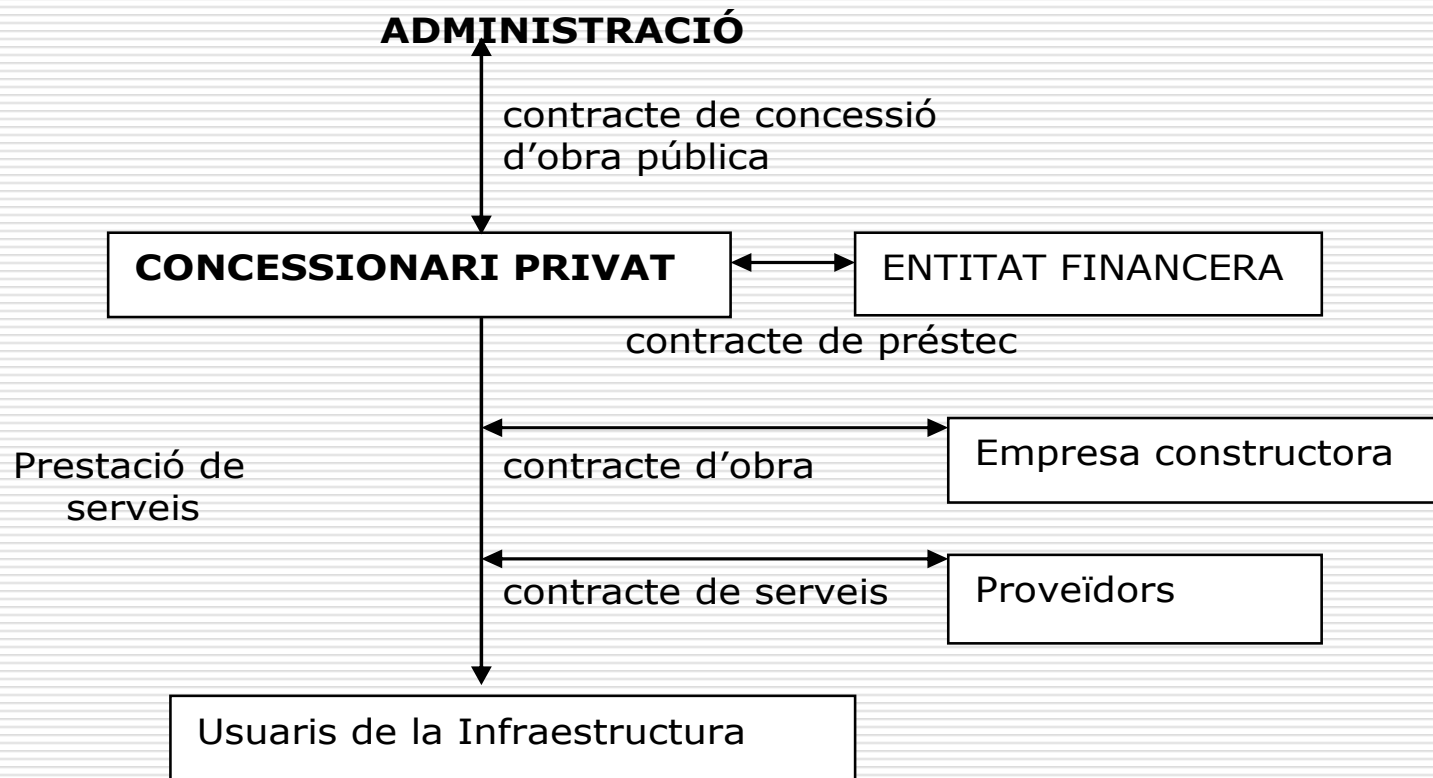 ADMINISTRACIÓ
contracte de concessió
d’obra pública
CONCESSIONARI PRIVAT
ENTITAT FINANCERA
contracte de préstec
Empresa constructora
contracte d’obra
Prestació de
serveis
contracte de serveis
Proveïdors
Usuaris de la Infraestructura